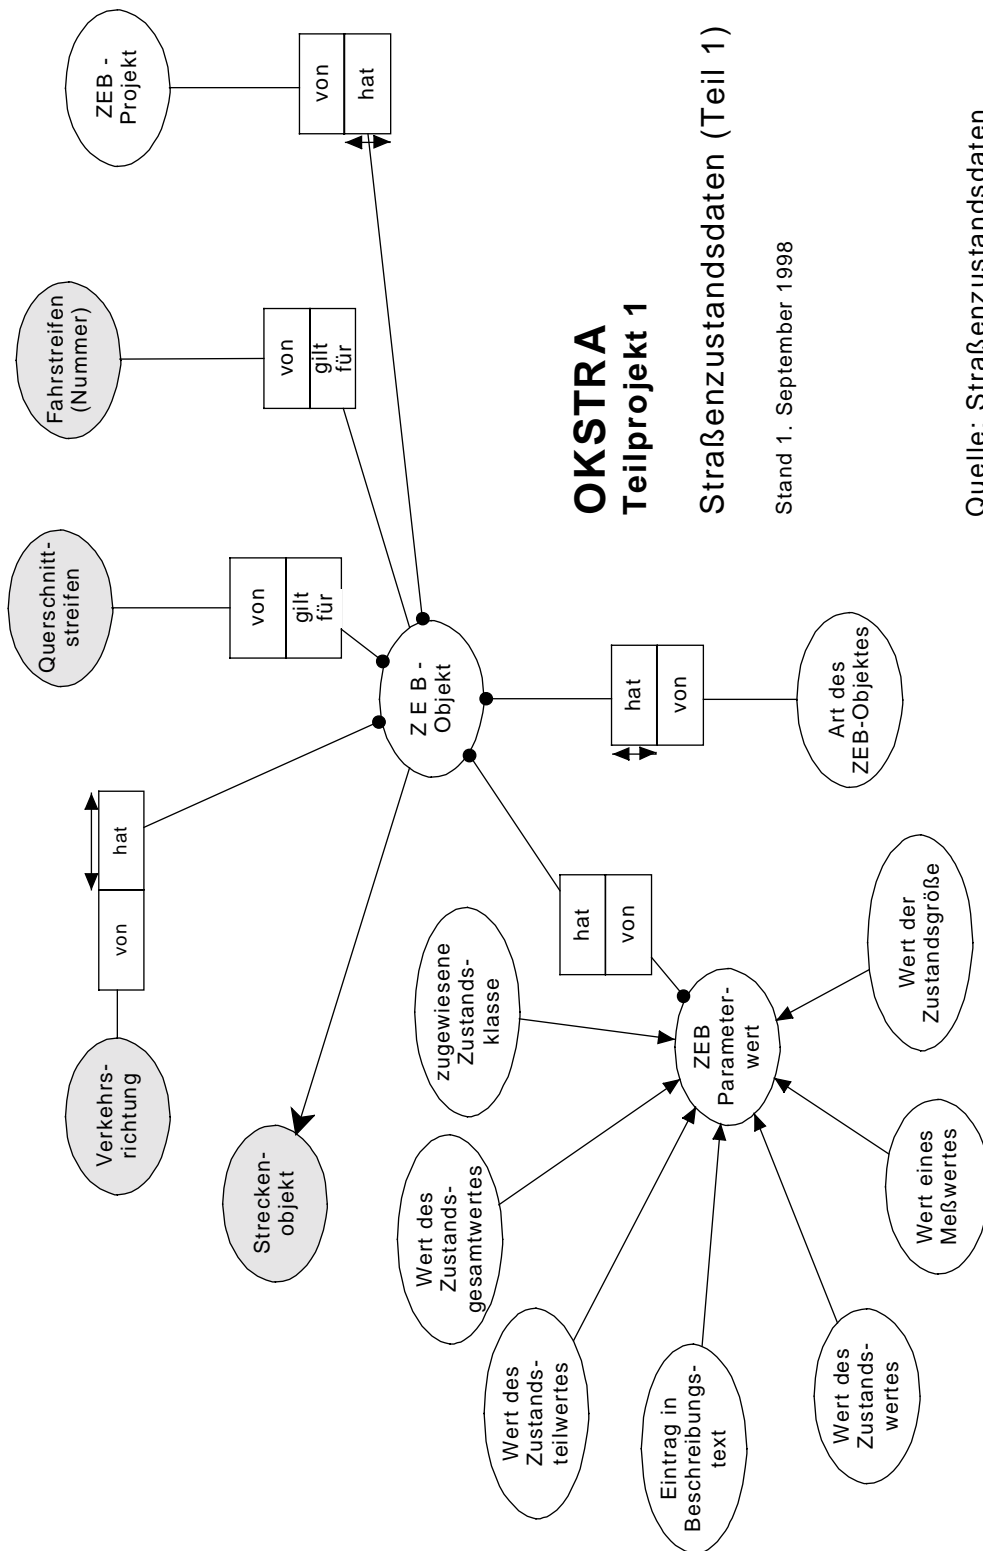 Querschnitt-
streifen
Fahrstreifen
(Nummer)
ZEB -
Projekt
Verkehrs-
richtung
von
hat
von
gilt
für
von
gilt
für
von
hat
Strecken-
objekt
Z E B -
Objekt
Wert des
Zustands-
gesamtwertes
zugewiesene
Zustands-
klasse
Wert des
Zustands-
teilwertes
hat
von
hat
von
OKSTRA
Teilprojekt 1
Eintrag in
Beschreibungs-
text
ZEB
Parameter-
wert
Straßenzustandsdaten (Teil 1)
Stand 1. September 1998
Wert des
Zustands-
wertes
Art des
ZEB-Objektes
Wert eines
Meßwertes
Wert der
Zustandsgröße
Quelle: Straßenzustandsdaten